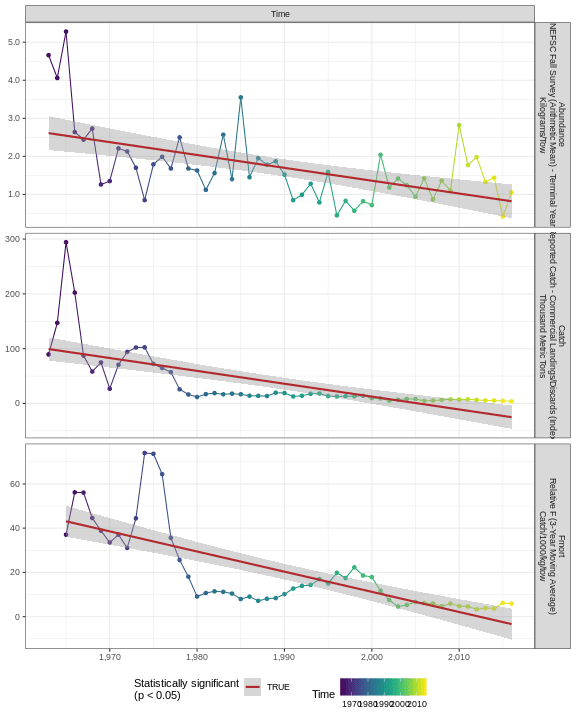 Time
5.0
4.0
3.0
2.0
1.0
Abundance
NEFSC Fall Survey (Arithmetic Mean) - Terminal Year
Kilograms/tow
300
200
100
0
Catch
Reported Catch - Commercial Landings/Discards (Index
Thousand Metric Tons
60
40
20
0
Fmort
Relative F (3-Year Moving Average)
Catch/1000/kg/tow
1,970
1,980
1,990
2,000
2,010
Statistically significant
(p < 0.05)
TRUE
Time
1970 1980 1990 2000 2010